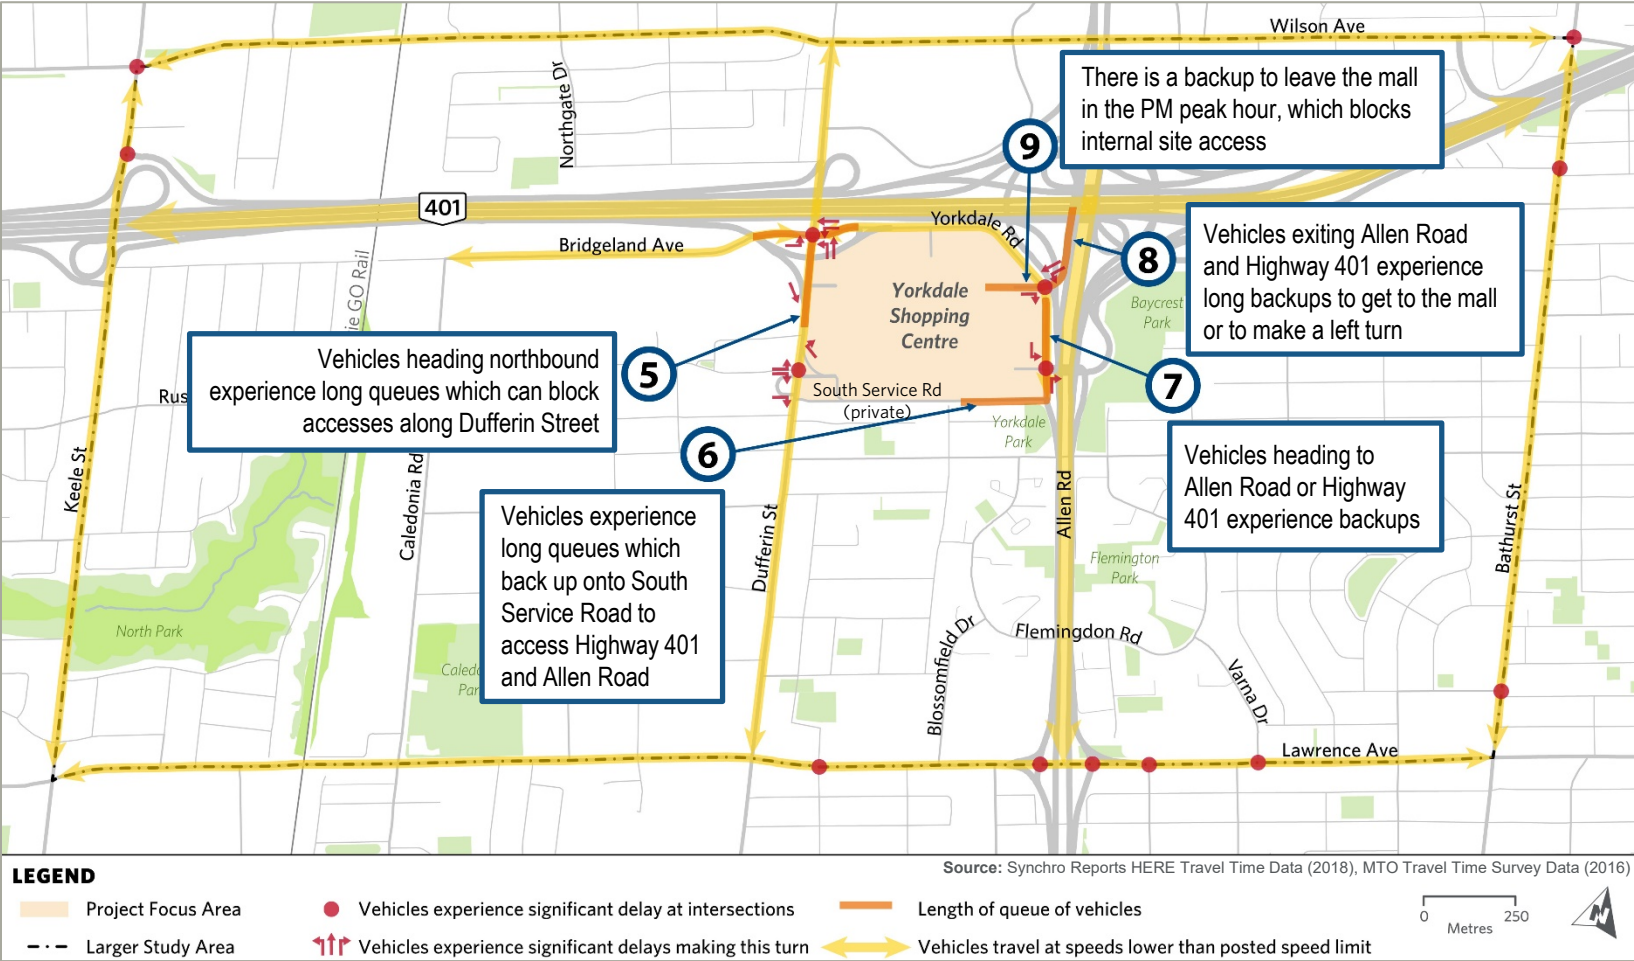 Wilson Ave
There is a backup to leave the mall
in the PM peak hour, which blocks
internal site access
9
Northgate Dr
401
Yorkdale Rd
Bridgeland Ave
Vehicles exiting Allen Road
and Highway 401 experience
long backups to get to the mall
or to make a left turn
8
GO Rail
Yorkdale
Shopping
Centre
Baycrest
Park
Vehicles heading northbound
experience long queues which can block
accesses along Dufferin Street
5
7
South Service Rd
(private)
Yorkdale
Park
6
Keele St
Caledonia Rd
Vehicles heading to
Allen Road or Highway
401 experience backups
Vehicles experience
long queues which
back up onto South
Service Road to
access Highway 401
and Allen Road
Dufferin St
Allen Rd
Bathurst St
Flemington
Park
North Park
Blossomfield Dr
Flemingdon Rd
Varna Dr
Lawrence Ave
Source: Synchro Reports HERE Travel Time Data (2018), MTO Travel Time Survey Data (2016)
LEGEND
Project Focus Area
Vehicles experience significant delay at intersections
Length of queue of vehicles
0 250
Metres
N
Larger Study Area
Vehicles experience significant delays making this turn
Vehicles travel at speeds lower than posted speed limit